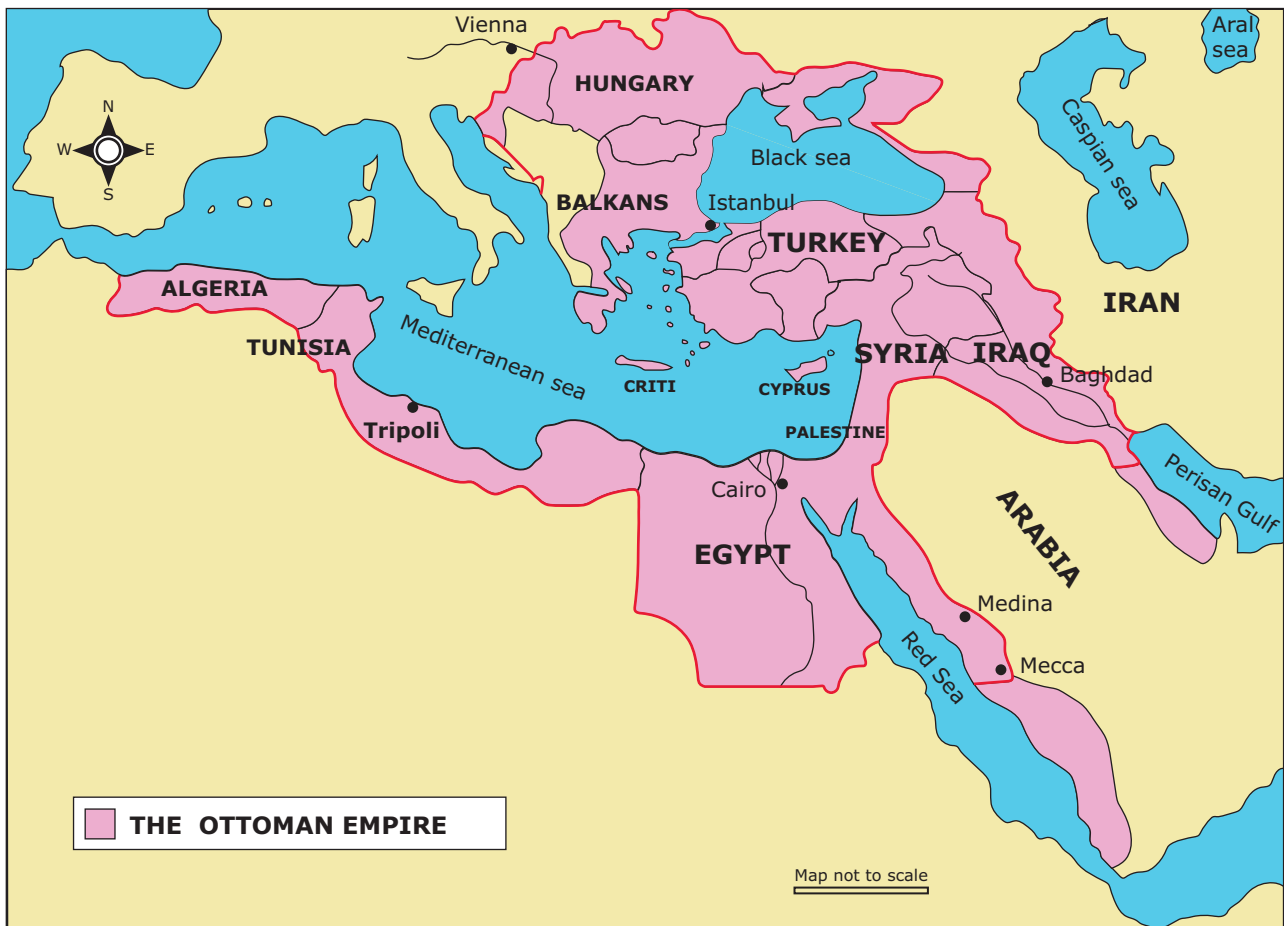 Vienna
Aral
sea
HUNGARY
Caspian sea
N
W
E
S
Black sea
BALKANS
Istanbul
TURKEY
ALGERIA
IRAN
TUNISIA
Mediterranean sea
SYRIA
IRAQ
Baghdad
CRITI
CYPRUS
Tripoli
PALESTINE
Perisan Gulf
Cairo
ARABIA
EGYPT
Medina
Red Sea
Mecca
THE OTTOMAN EMPIRE
Map not to scale